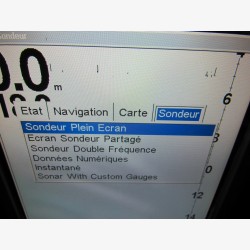 Sondeur
0.0 m
Etat Navigation Carte Sondeur
Sondeur Plein Ecran
Ecran Sondeur Partagé
Sondeur Double Fréquence
Données Numériques
Instantané
Sonar With Custom Gauges
6
12
14